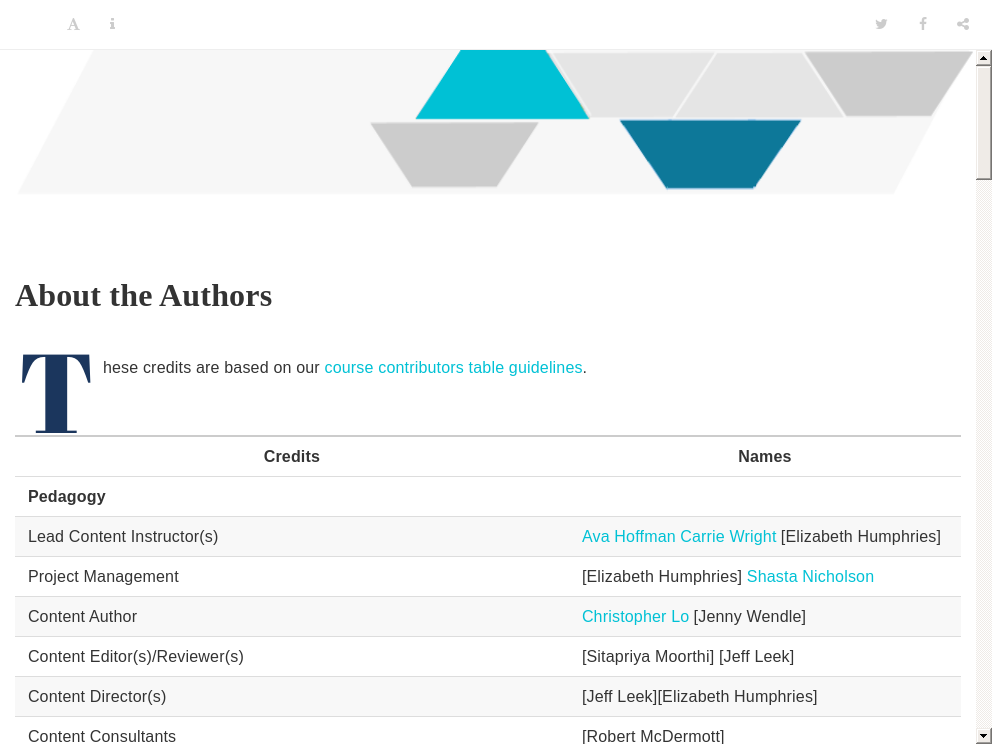 About the Authors
These credits are based on our course contributors table guidelines.
Credits Names
Pedagogy
Lead Content Instructor(s) Ava Hoffman Carrie Wright [Elizabeth Humphries]
Project Management [Elizabeth Humphries] Shasta Nicholson
Content Author Christopher Lo [Jenny Wendle]
Content Editor(s)/Reviewer(s) [Sitapriya Moorthi] [Jeff Leek]
Content Director(s) [Jeff Leek][Elizabeth Humphries]
Content Consultants [Robert McDermott]